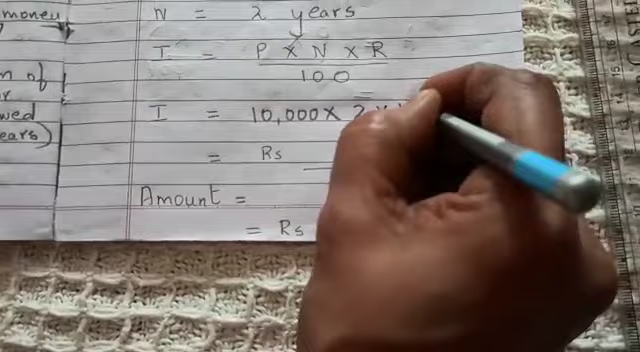 money
N = 2 years
I = P X N X R
100
n of
wed
ears)
I = 10,000 X 2 X
= Rs
Amount =
= Rs